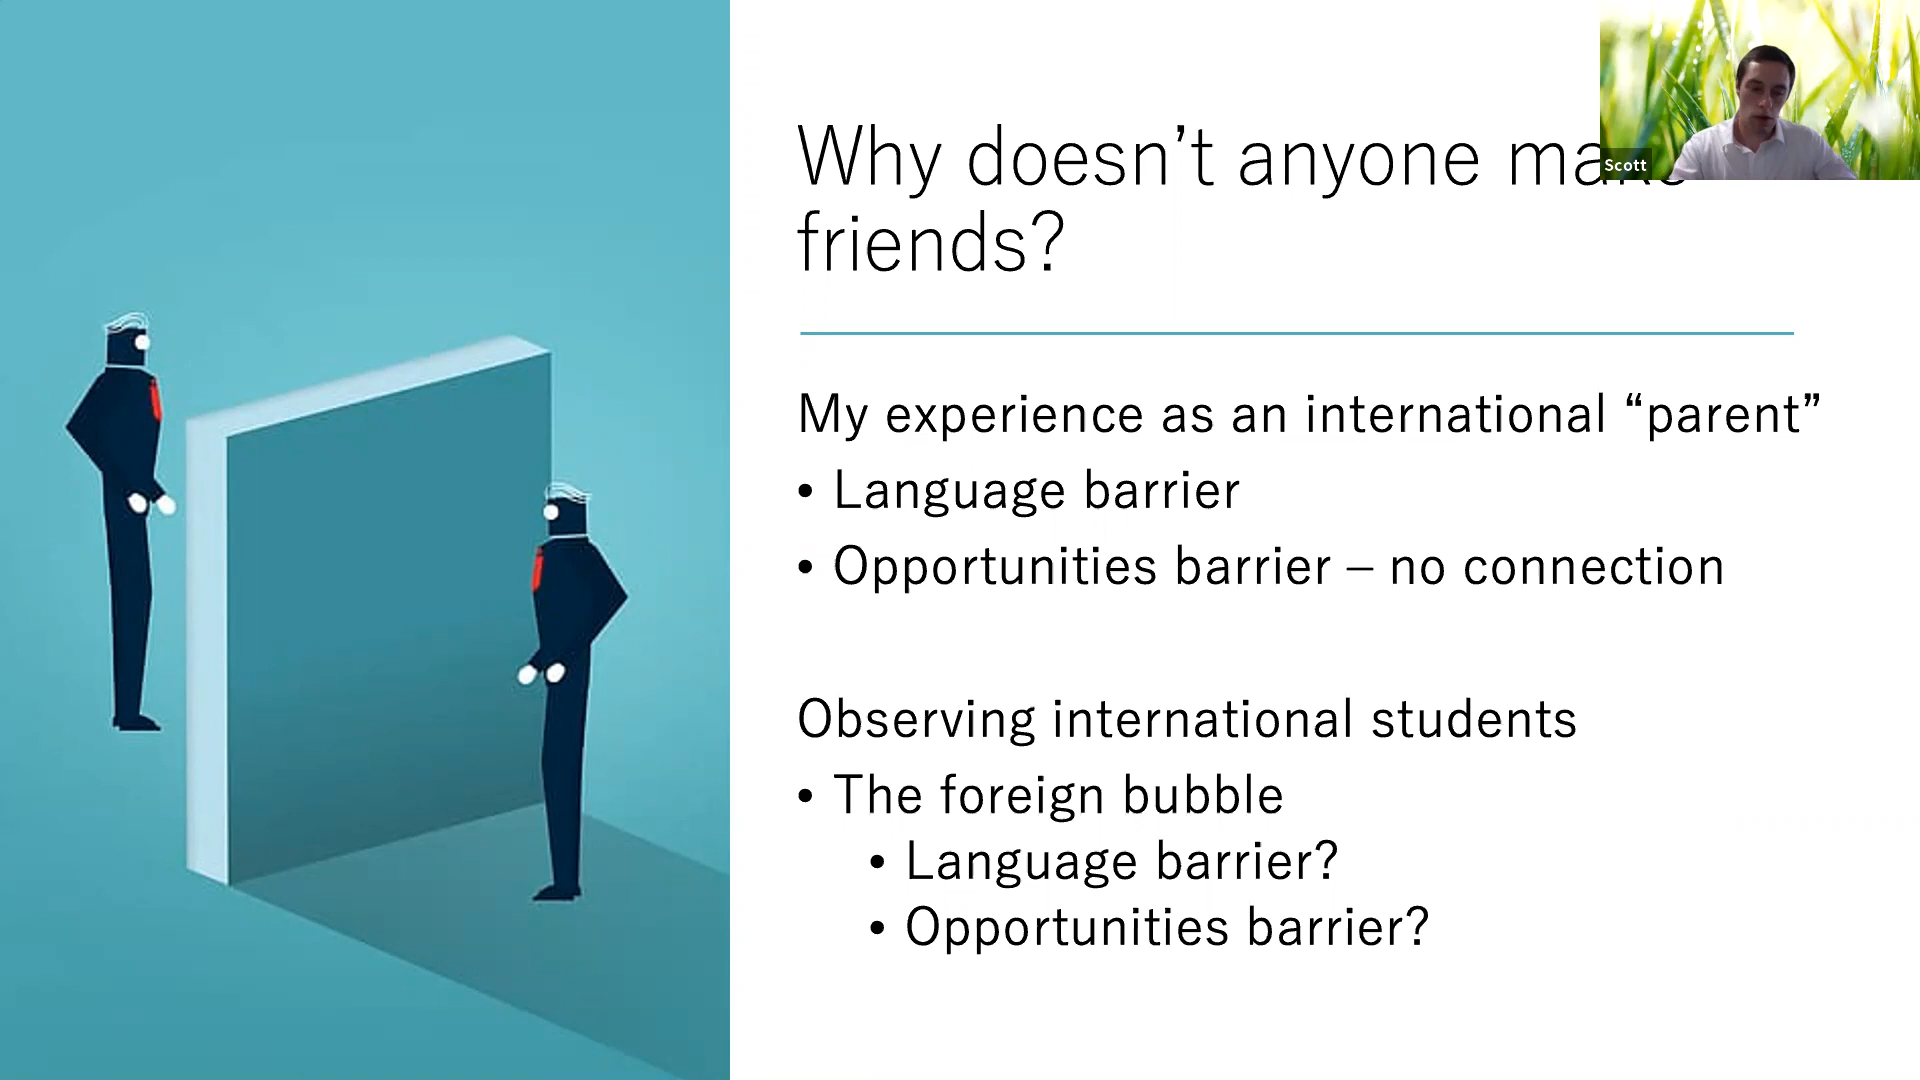 Why doesn’t anyone make
friends?
Scott
My experience as an international “parent”
• Language barrier
• Opportunities barrier – no connection
Observing international students
• The foreign bubble
• Language barrier?
• Opportunities barrier?